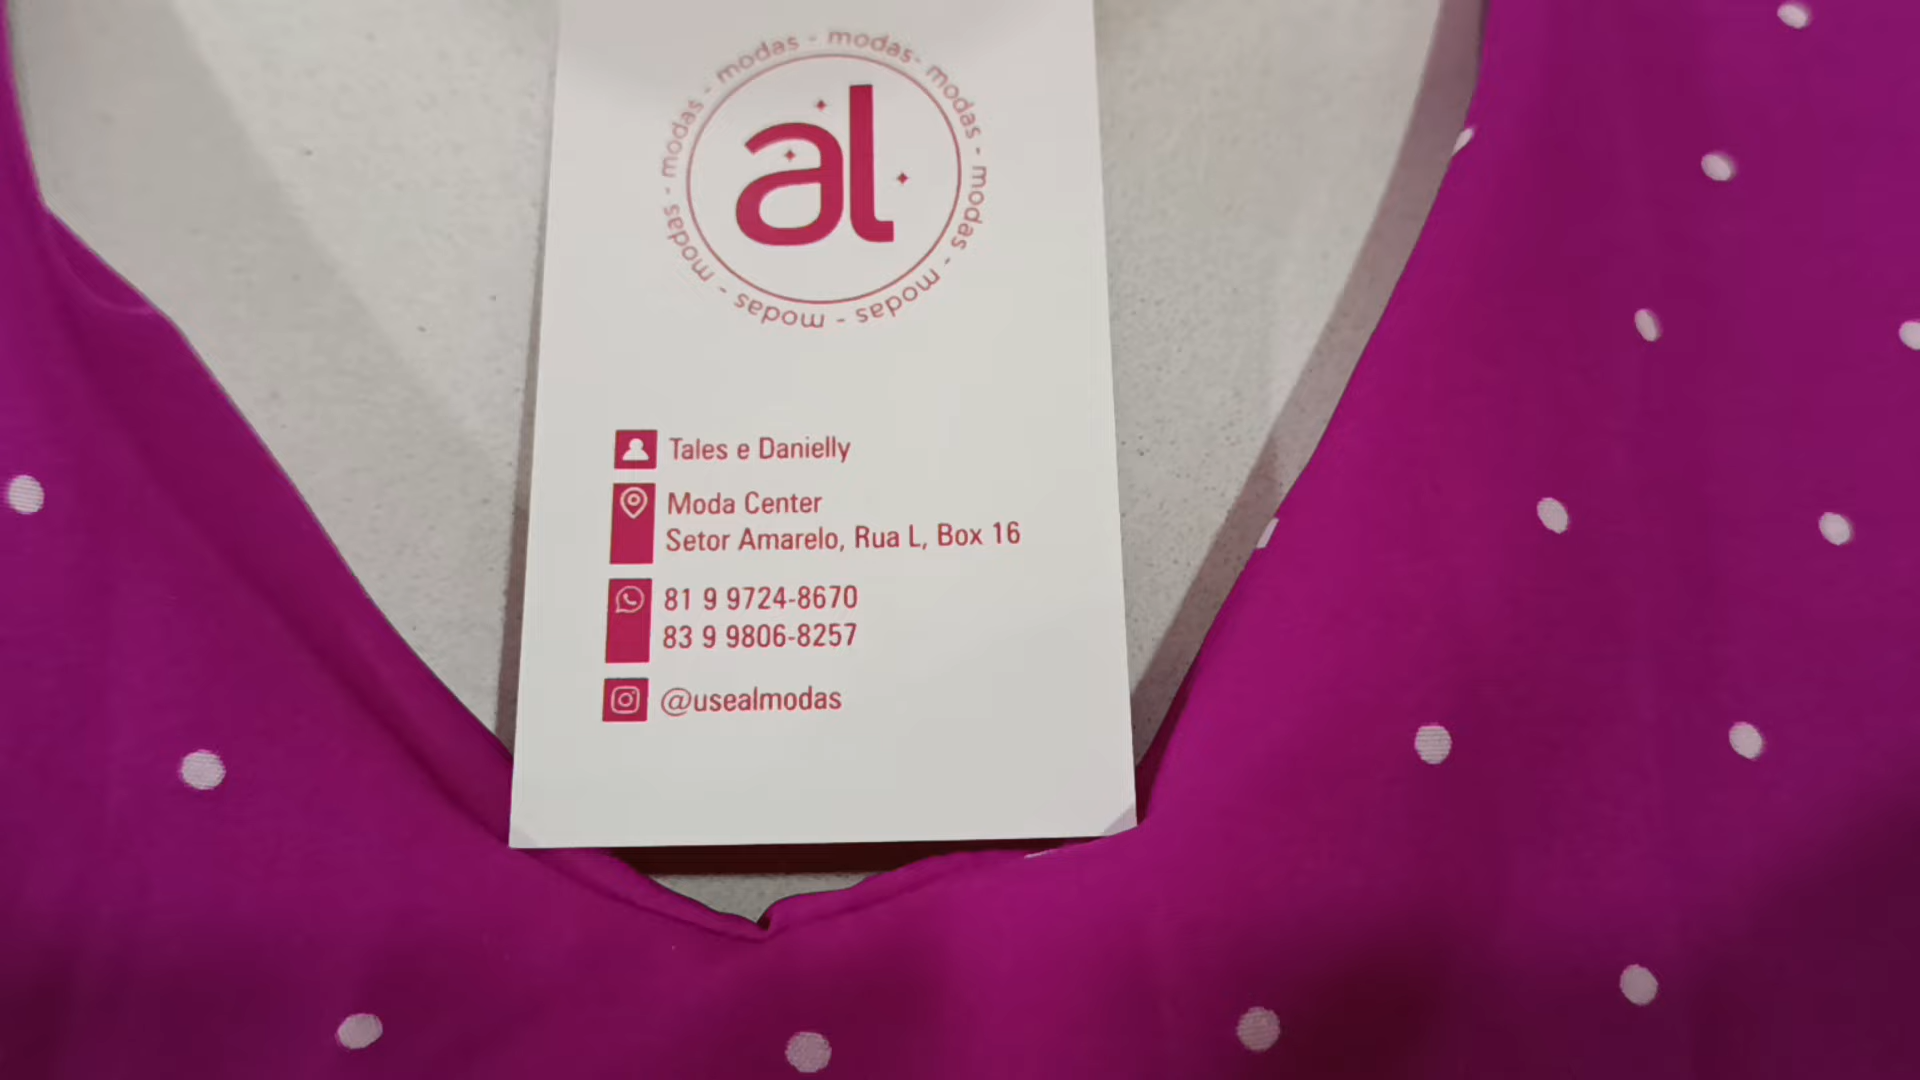 modas - modas - modas - modas - modas - modas - modas - modas -
al
Tales e Danielly
Moda Center
Setor Amarelo, Rua L, Box 16
81 9 9724-8670
83 9 9806-8257
@usealmodas